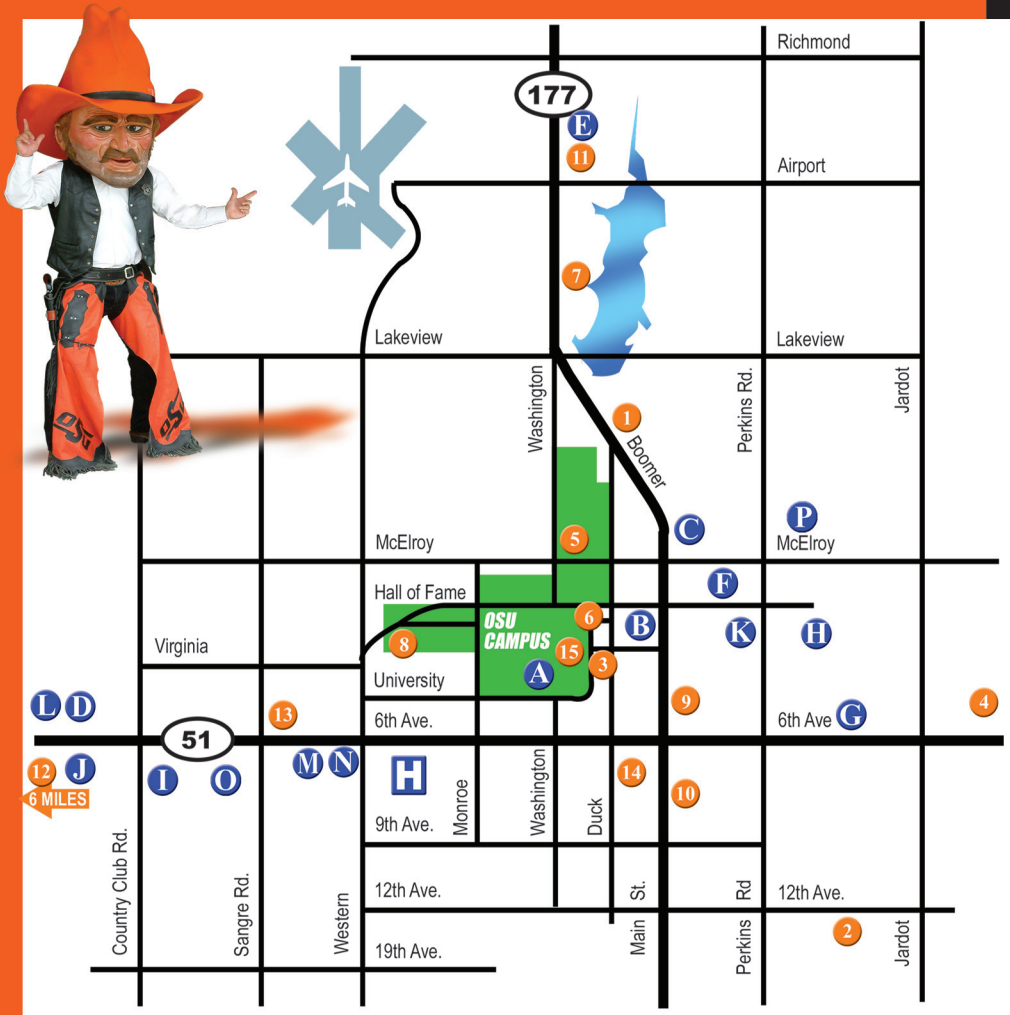 Richmond
177
E
11
Airport
7
Lakeview
Lakeview
Washington
Perkins Rd.
Jardot
1
Boomer
OSU
OSU
C
P
5
McElroy
McElroy
F
Hall of Fame
6
OSU
CAMPUS
B
K
H
8
15
3
Virginia
A
University
L
D
13
6th Ave.
9
6th Ave
G
4
51
12
J
I
O
M
N
H
14
10
6 MILES
Monroe
Washington
Duck
9th Ave.
Country Club Rd.
Sangre Rd.
Western
12th Ave.
Main St.
Perkins Rd
12th Ave.
2
Jardot
19th Ave.